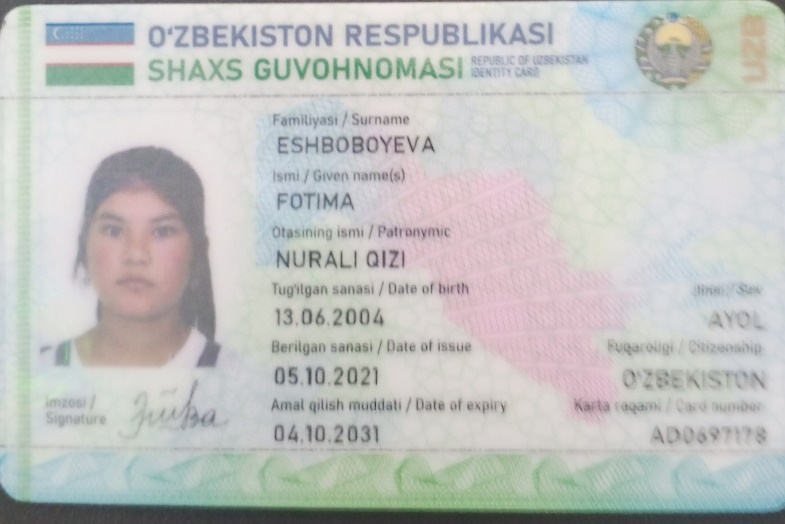 O‘ZBEKISTON RESPUBLIKASI
SHAXS GUVOHNOMASI
REPUBLIC OF UZBEKISTAN
IDENTITY CARD
UZB
Familiyasi / Surname
ESHBOBOYEVA
Ismi / Given name(s)
FOTIMA
Otasining ismi / Patronymic
NURALI QIZI
Tug‘ilgan sanasi / Date of birth
13.06.2004
Jinsi / Sex
AYOL
Berilgan sanasi / Date of issue
05.10.2021
Fuqaroligi / Citizenship
O‘ZBEKISTON
Amal qilish muddati / Date of expiry
04.10.2031
Karta raqami / Card number
AD0697178
Imzosi /
Signature